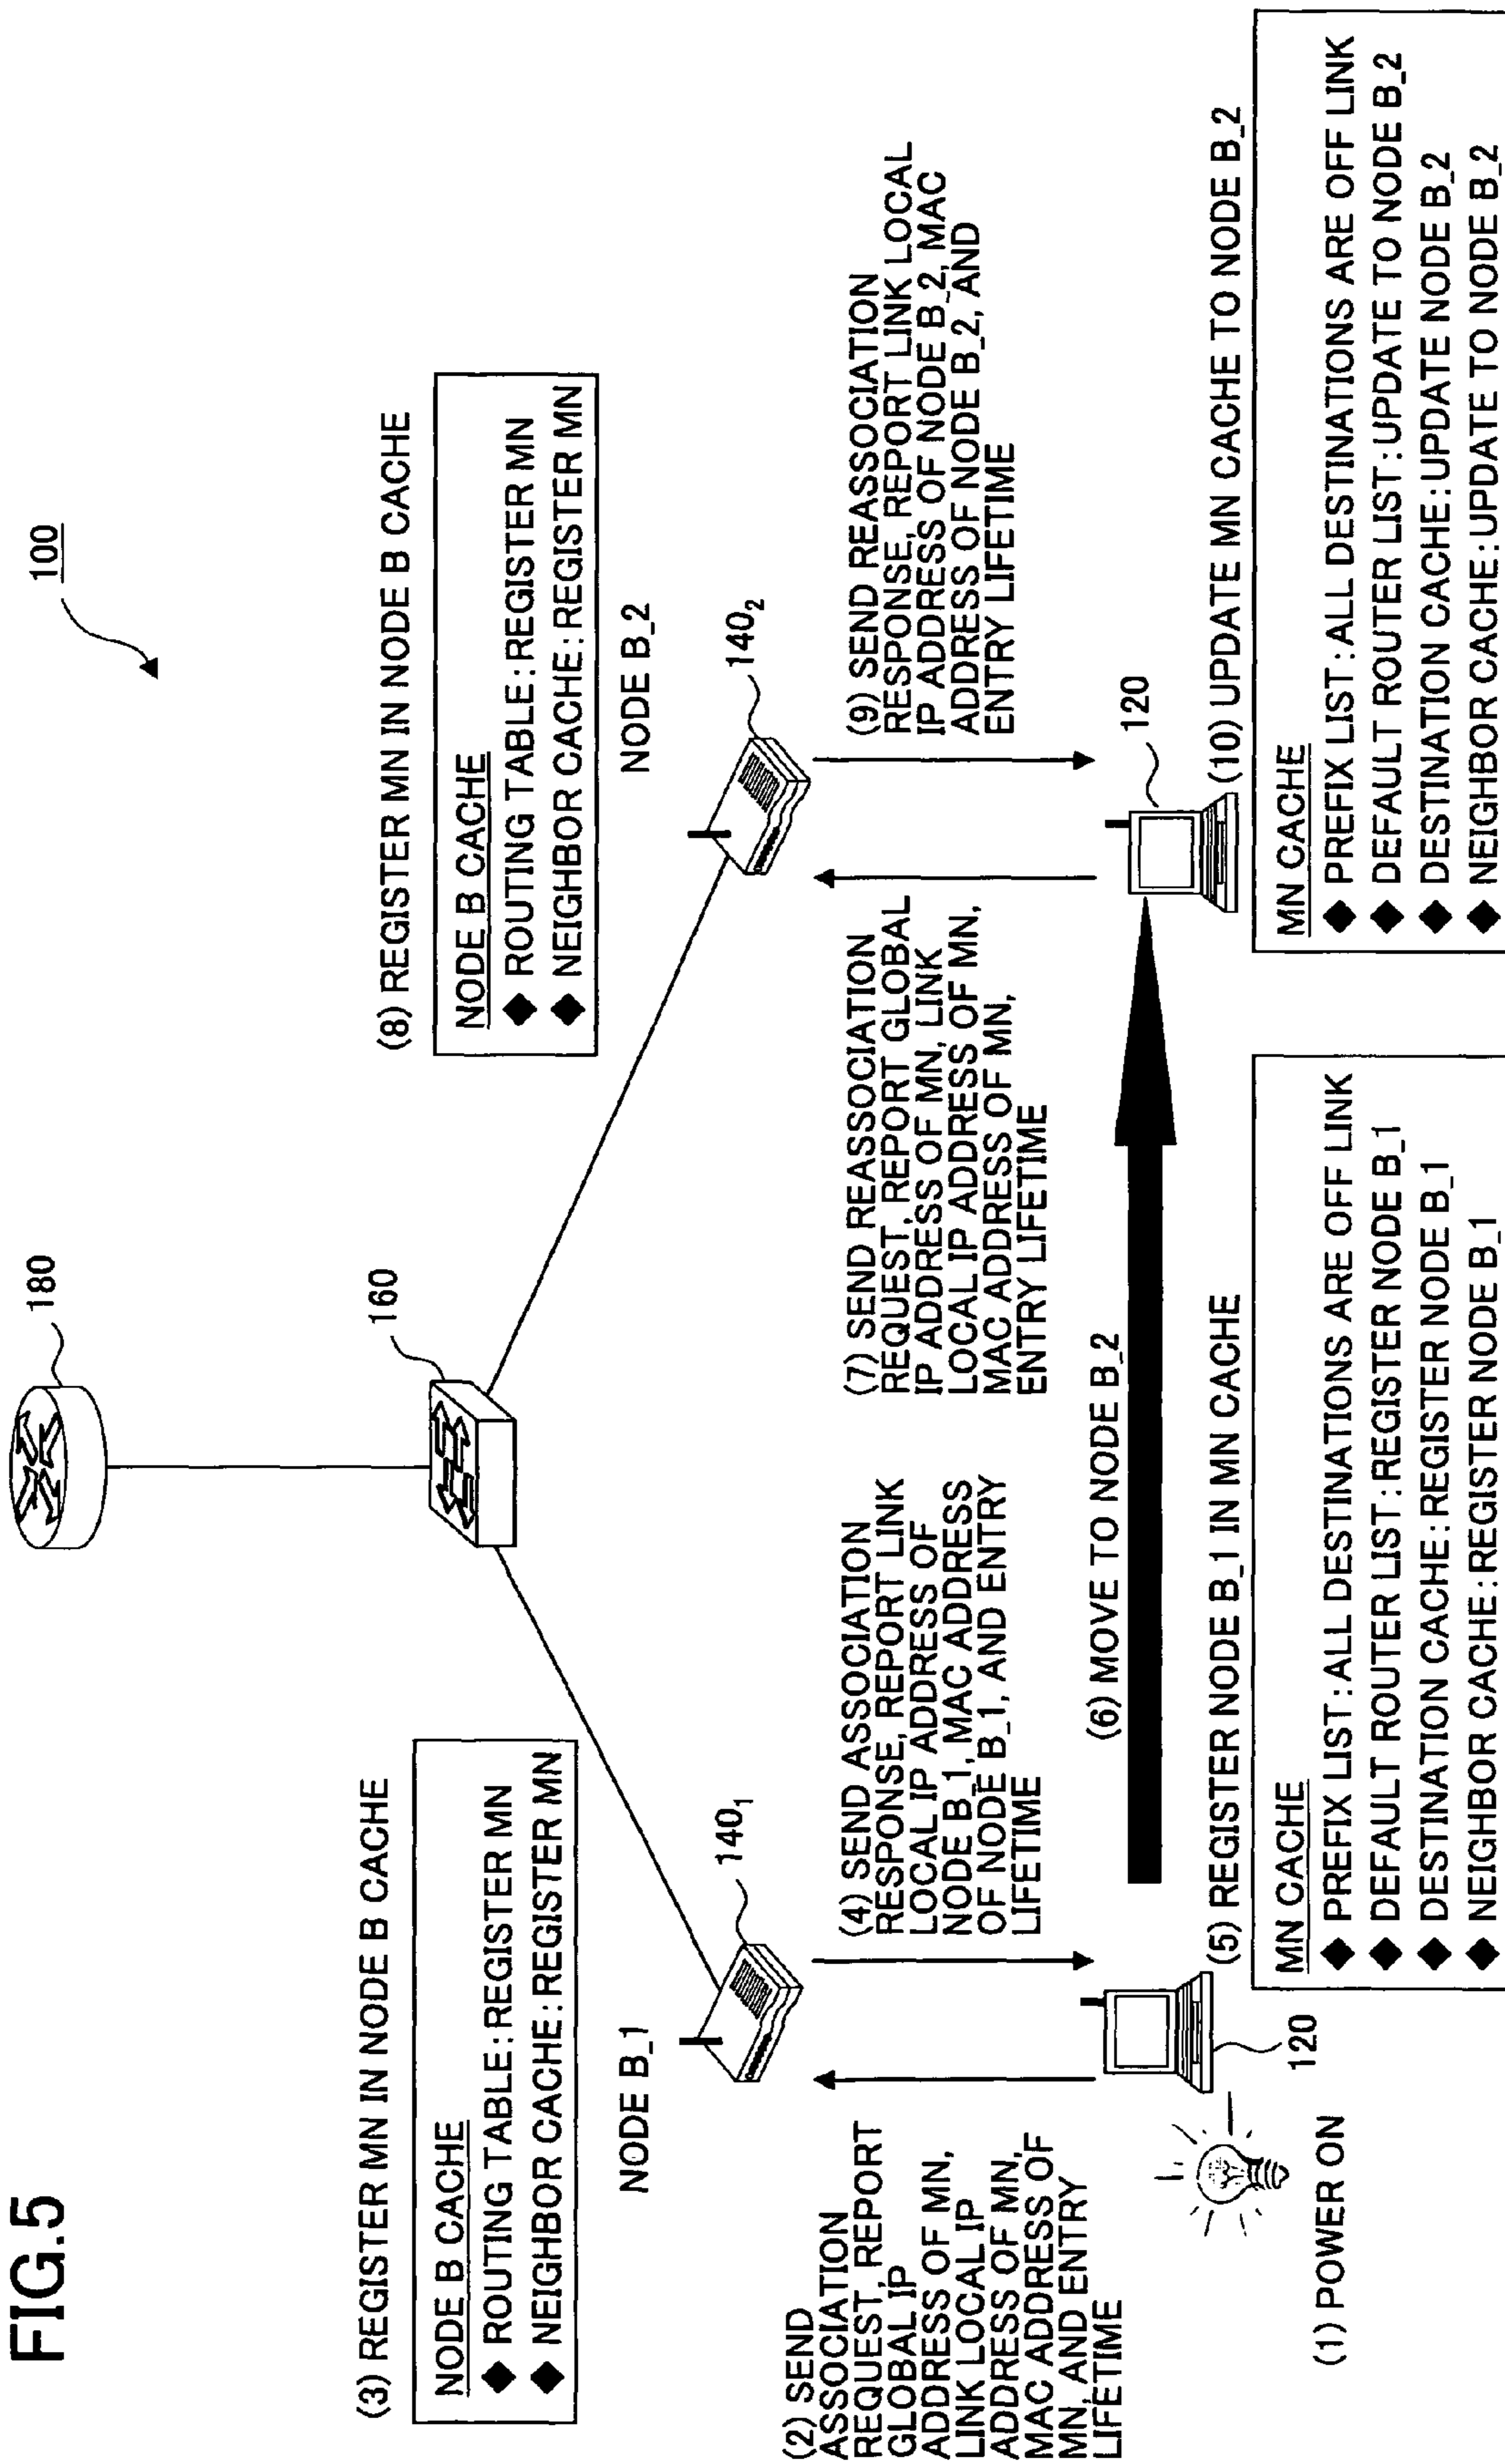 FIG.5
100
180
160
(3) REGISTER MN IN NODE B CACHE
NODE B CACHE
◆ ROUTING TABLE:REGISTER MN
◆ NEIGHBOR CACHE:REGISTER MN
NODE B_1
140₁
(8) REGISTER MN IN NODE B CACHE
NODE B CACHE
◆ ROUTING TABLE:REGISTER MN
◆ NEIGHBOR CACHE:REGISTER MN
NODE B_2
140₂
(2) SEND
ASSOCIATION
REQUEST, REPORT
GLOBAL IP
ADDRESS OF MN,
LINK LOCAL IP
ADDRESS OF MN,
MAC ADDRESS OF
MN, AND ENTRY
LIFETIME
(4) SEND ASSOCIATION
RESPONSE, REPORT LINK
LOCAL IP ADDRESS OF
NODE B_1, MAC ADDRESS
OF NODE B_1, AND ENTRY
LIFETIME
(7) SEND REASSOCIATION
REQUEST, REPORT GLOBAL
IP ADDRESS OF MN, LINK
LOCAL IP ADDRESS OF MN,
MAC ADDRESS OF MN,
ENTRY LIFETIME
(9) SEND REASSOCIATION
RESPONSE, REPORT LINK LOCAL
IP ADDRESS OF NODE B_2, MAC
ADDRESS OF NODE B_2, AND
ENTRY LIFETIME
(6) MOVE TO NODE B_2
120
120
(1) POWER ON
(5) REGISTER NODE B_1 IN MN CACHE
MN CACHE
◆ PREFIX LIST:ALL DESTINATIONS ARE OFF LINK
◆ DEFAULT ROUTER LIST:REGISTER NODE B_1
◆ DESTINATION CACHE:REGISTER NODE B_1
◆ NEIGHBOR CACHE:REGISTER NODE B_1
(10) UPDATE MN CACHE TO NODE B_2
MN CACHE
◆ PREFIX LIST:ALL DESTINATIONS ARE OFF LINK
◆ DEFAULT ROUTER LIST:UPDATE TO NODE B_2
◆ DESTINATION CACHE:UPDATE NODE B_2
◆ NEIGHBOR CACHE:UPDATE TO NODE B_2